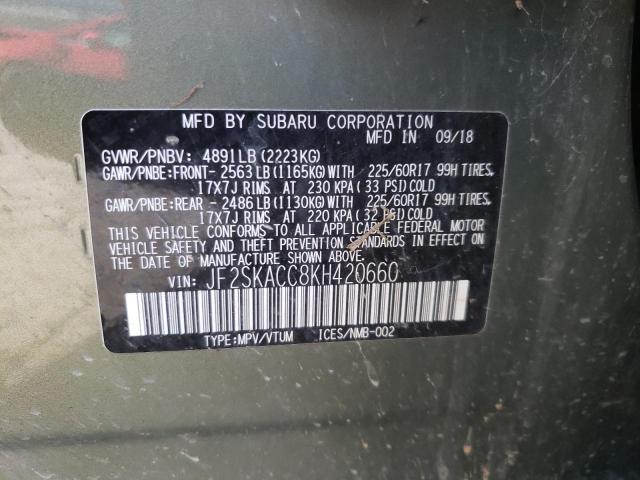 MFD BY SUBARU CORPORATION
MFD IN 09/18
GVWR/PNBV: 4891LB (2223KG)
GAWR/PNBE:FRONT- 2563LB (1165KG)WITH 225/60R17 99H TIRES,
17X7J RIMS AT 230 KPA (33 PSI)COLD
GAWR/PNBE:REAR - 2486LB (1130KG)WITH 225/60R17 99H TIRES,
17X7J RIMS AT 220 KPA (32 PSI)COLD
THIS VEHICLE CONFORMS TO ALL APPLICABLE FEDERAL MOTOR
VEHICLE SAFETY AND THEFT PREVENTION STANDARDS IN EFFECT
ON THE DATE OF MANUFACTURE SHOWN ABOVE.
VIN: JF2SKACC8KH420660
TYPE:MPV/VTUM ICES/NMB-002